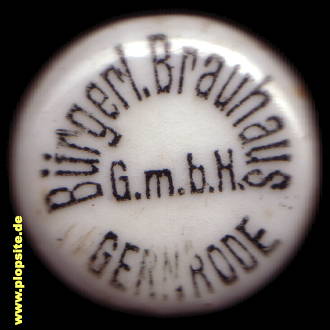 Bürgerl. Brauhaus
G.m.b.H.
GERNRODE
www.plopsite.de